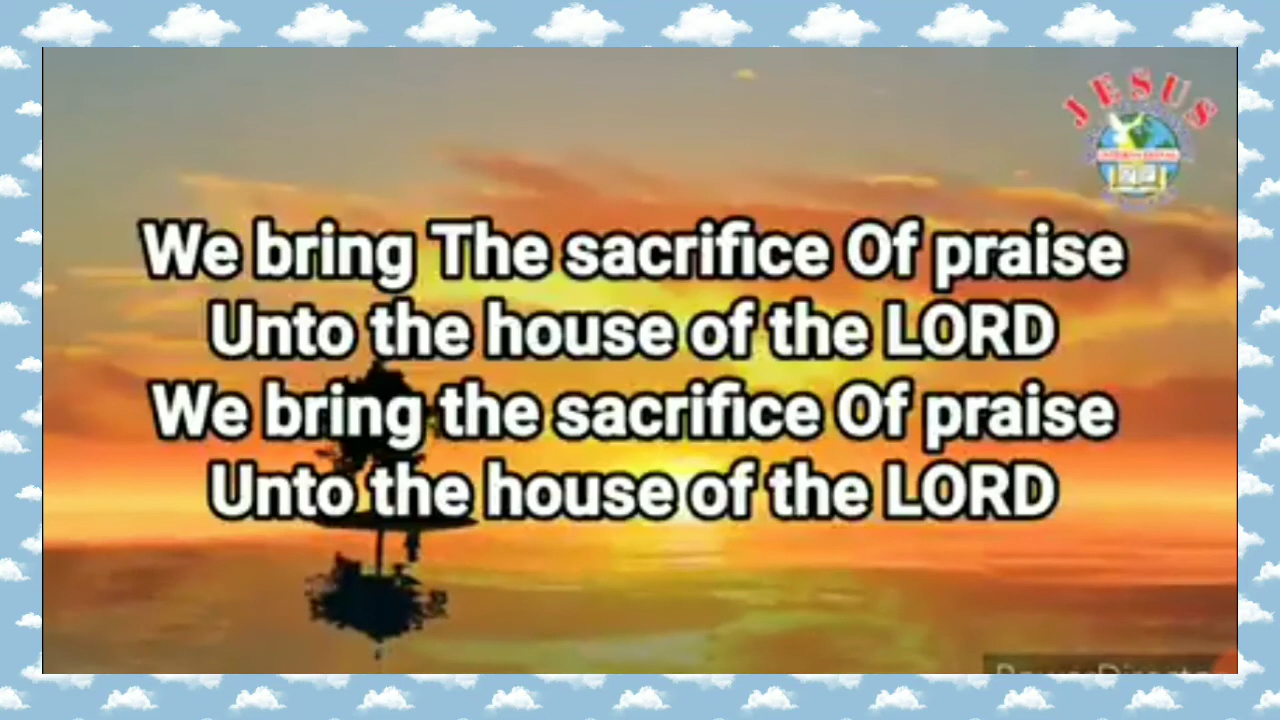 JESUS
We bring The sacrifice Of praise
Unto the house of the LORD
We bring the sacrifice Of praise
Unto the house of the LORD